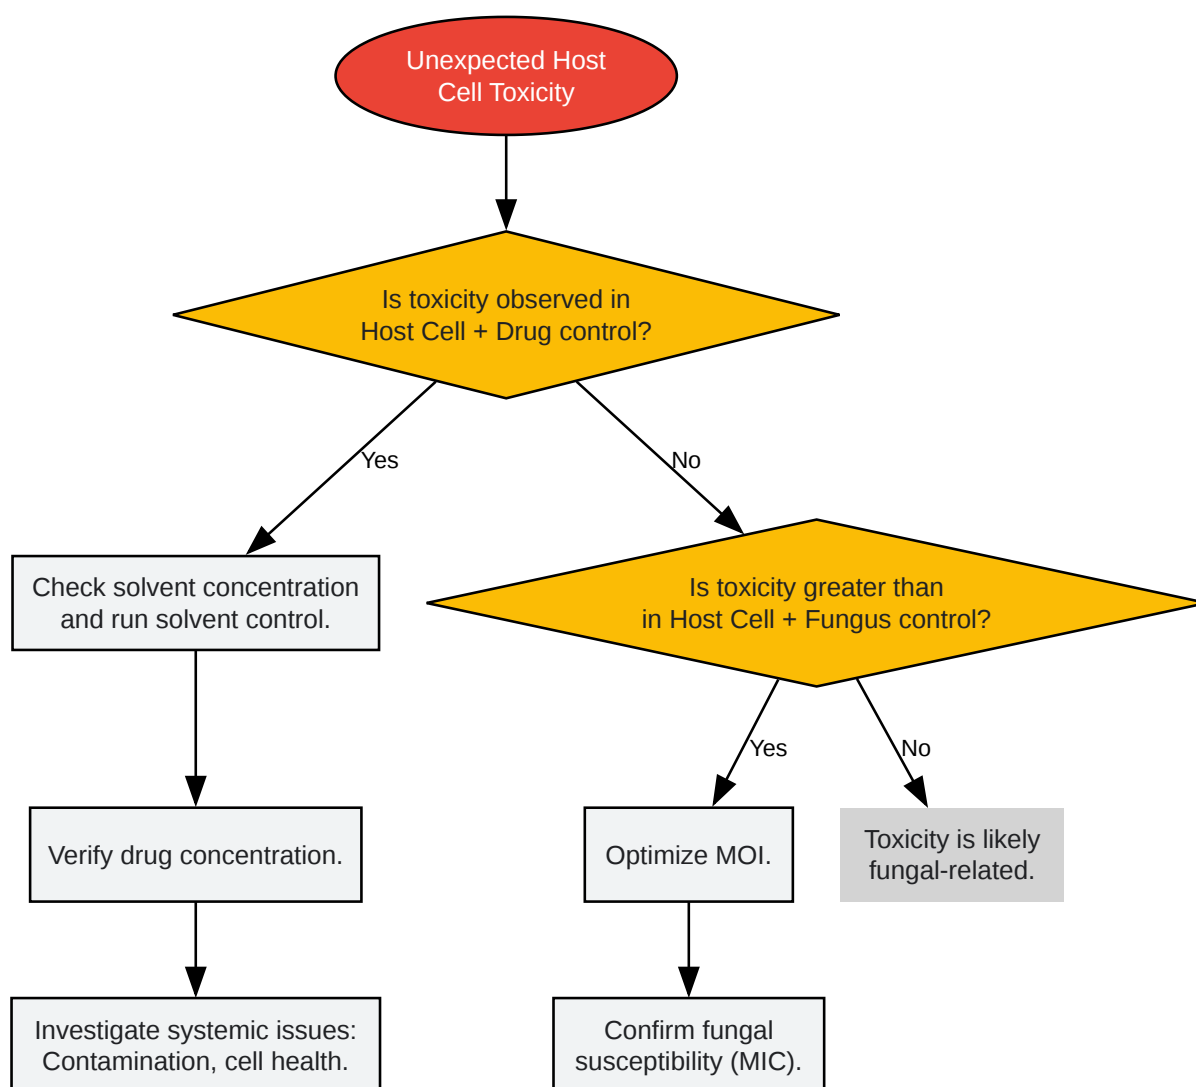 Unexpected Host
Cell Toxicity
Is toxicity observed in
Host Cell + Drug control?
Yes
No
Check solvent concentration
and run solvent control.
Is toxicity greater than
in Host Cell + Fungus control?
Yes
No
Verify drug concentration.
Optimize MOI.
Toxicity is likely
fungal-related.
Investigate systemic issues:
Contamination, cell health.
Confirm fungal
susceptibility (MIC).